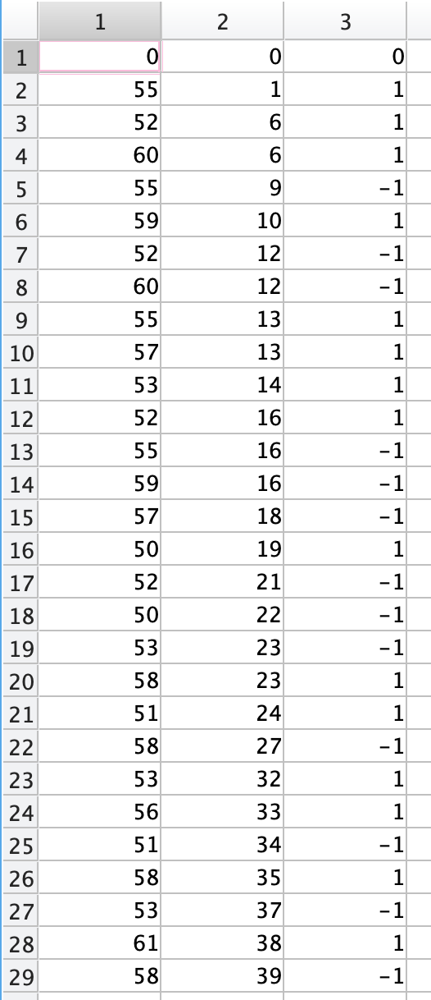 1 2 3
1 0 0 0
2 55 1 1
3 52 6 1
4 60 6 1
5 55 9 -1
6 59 10 1
7 52 12 -1
8 60 12 -1
9 55 13 1
10 57 13 1
11 53 14 1
12 52 16 1
13 55 16 -1
14 59 16 -1
15 57 18 -1
16 50 19 1
17 52 21 -1
18 50 22 -1
19 53 23 -1
20 58 23 1
21 51 24 1
22 58 27 -1
23 53 32 1
24 56 33 1
25 51 34 -1
26 58 35 1
27 53 37 -1
28 61 38 1
29 58 39 -1